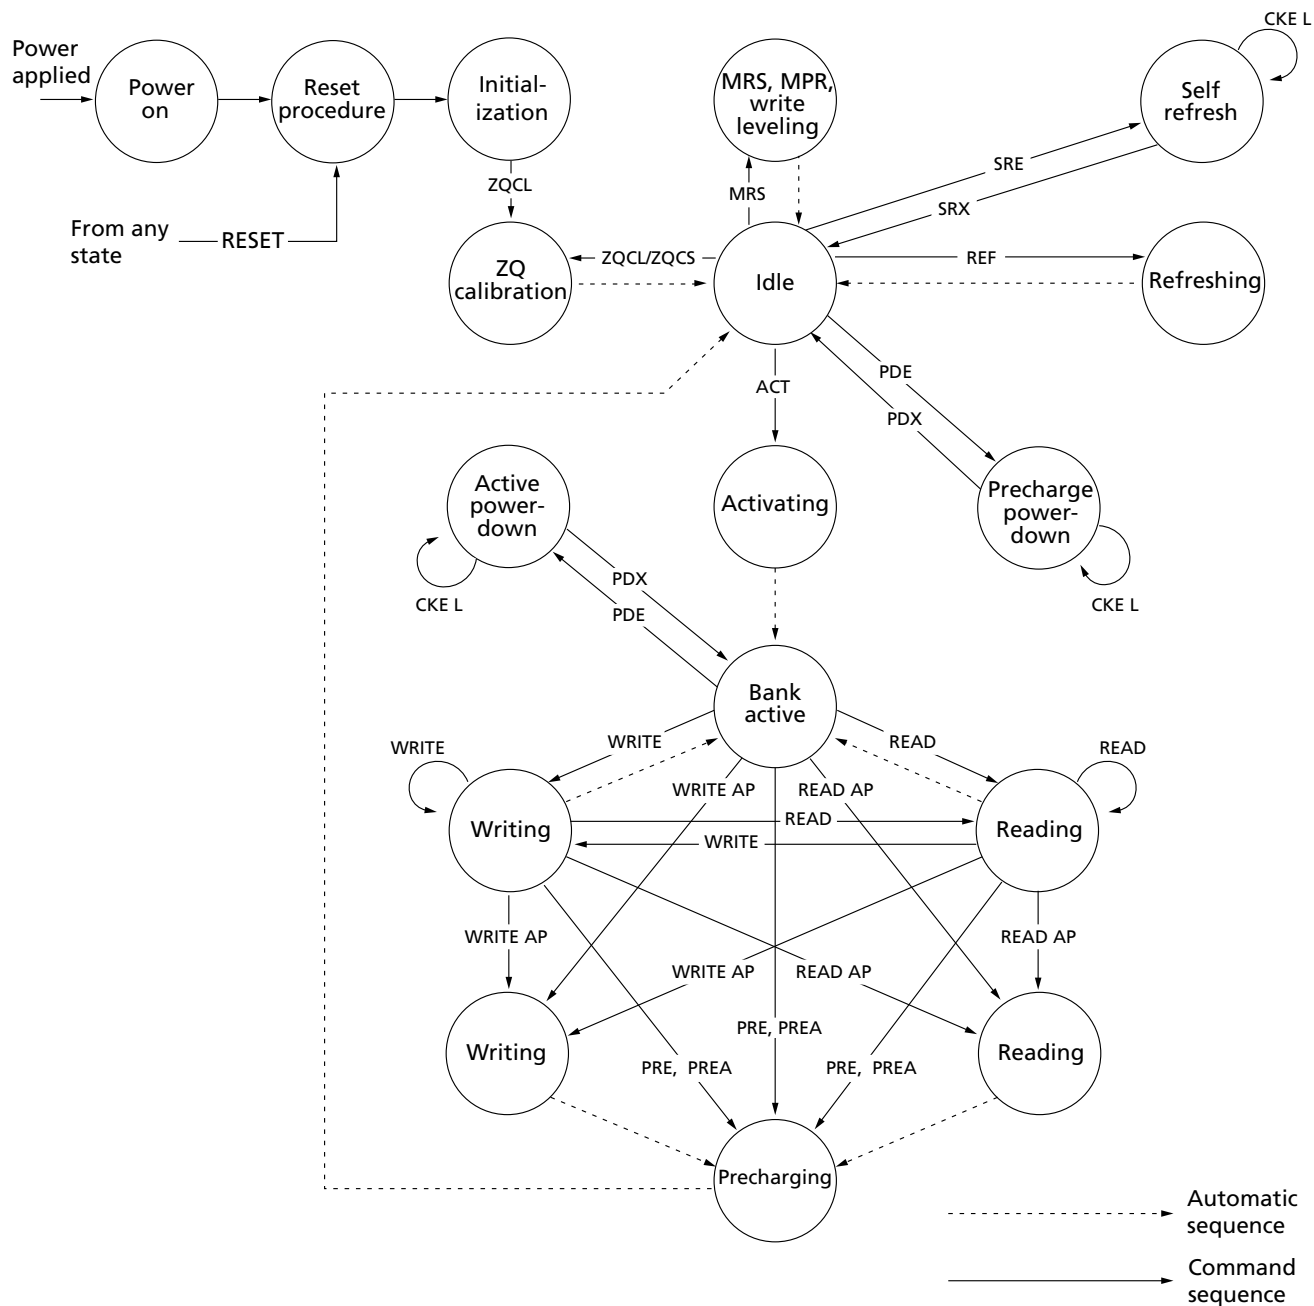 Power
applied
Power
on
Reset
procedure
Initial-
ization
MRS, MPR,
write
leveling
Self
refresh
CKE L
ZQCL
MRS
SRE
SRX
From any
state
RESET
ZQ
calibration
ZQCL/ZQCS
Idle
REF
Refreshing
PDE
ACT
PDX
Active
power-
down
Activating
Precharge
power-
down
PDX
CKE L
CKE L
PDE
Bank
active
WRITE
WRITE
READ
READ
WRITE AP
READ AP
Writing
READ
Reading
WRITE
WRITE AP
READ AP
WRITE AP
READ AP
PRE, PREA
Writing
Reading
PRE, PREA
PRE, PREA
Precharging
Automatic
sequence
Command
sequence